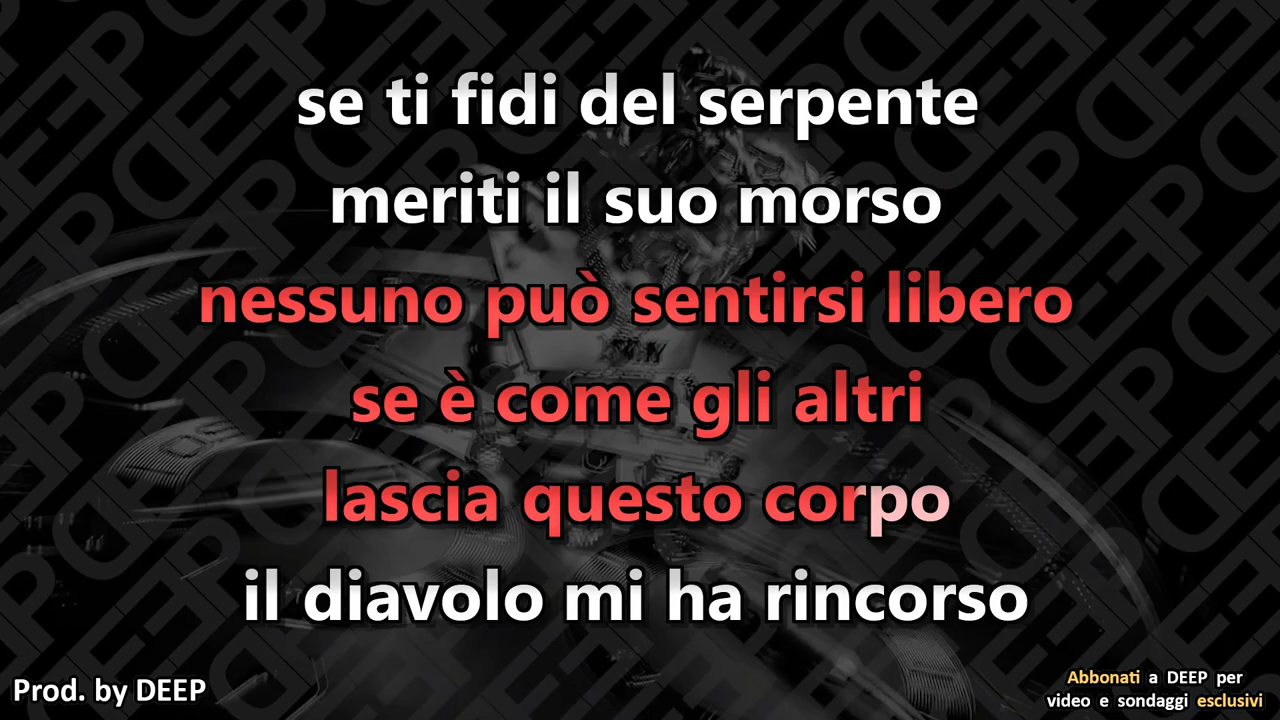 se ti fidi del serpente
meriti il suo morso
nessuno può sentirsi libero
se è come gli altri
lascia questo corpo
il diavolo mi ha rincorso
Prod. by DEEP
Abbonati a DEEP per
video e sondaggi esclusivi